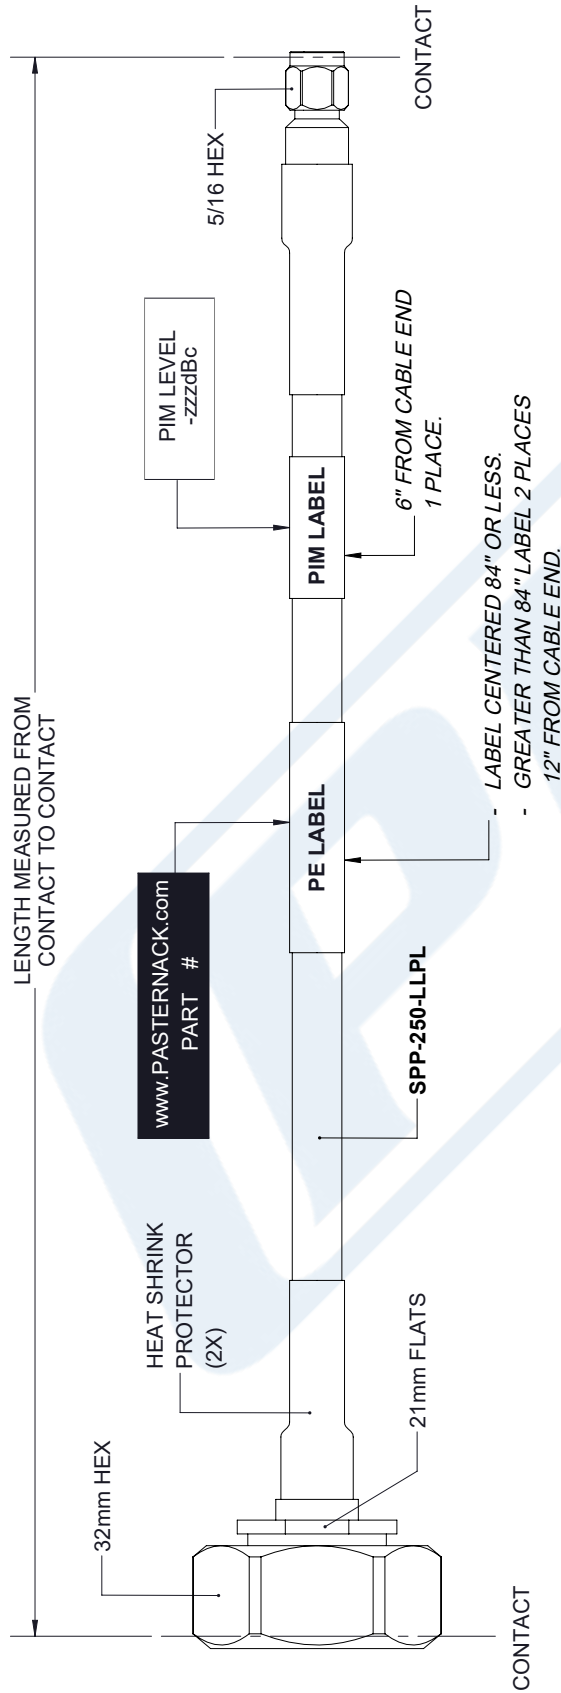 LENGTH MEASURED FROM
CONTACT TO CONTACT
32mm HEX
HEAT SHRINK
PROTECTOR
(2X)
www.PASTERNACK.com
PART #
PIM LEVEL
-zzzdBc
5/16 HEX
PE LABEL
PIM LABEL
CONTACT
21mm FLATS
SPP-250-LLPL
- LABEL CENTERED 84" OR LESS.
- GREATER THAN 84" LABEL 2 PLACES
12" FROM CABLE END.
6" FROM CABLE END
1 PLACE.
CONTACT